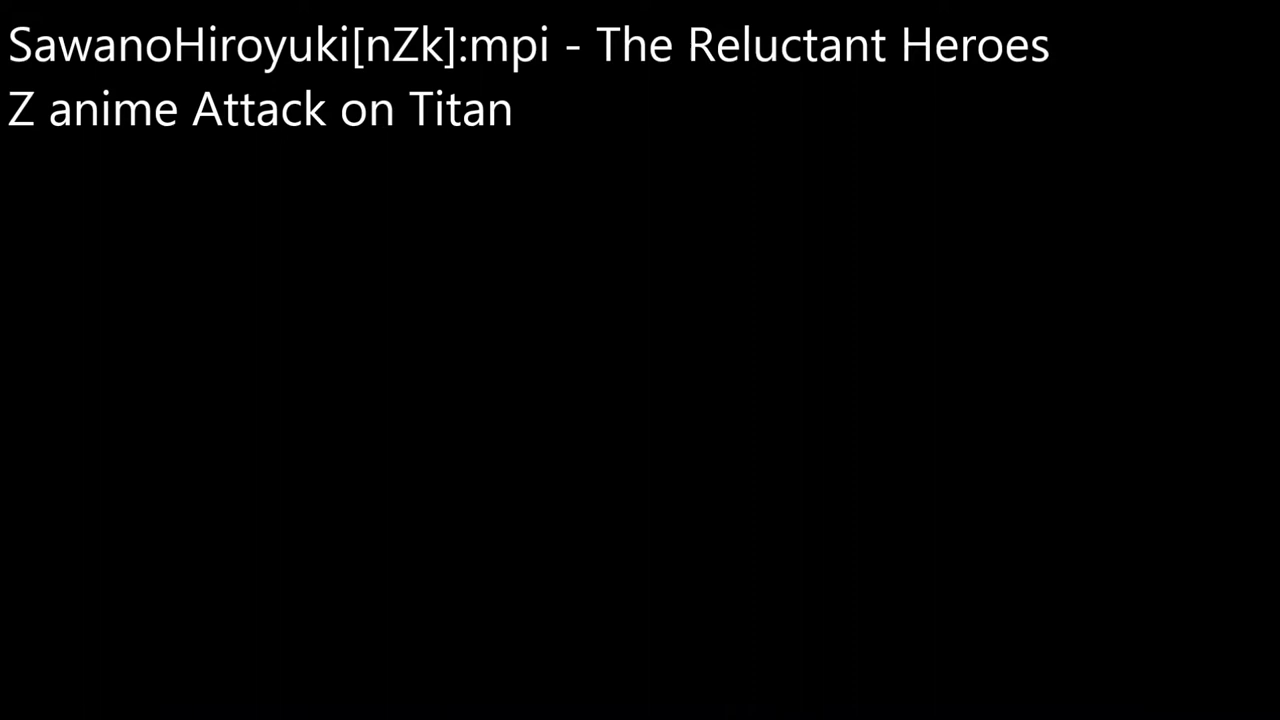 SawanoHiroyuki[nZk]:mpi - The Reluctant Heroes
Z anime Attack on Titan